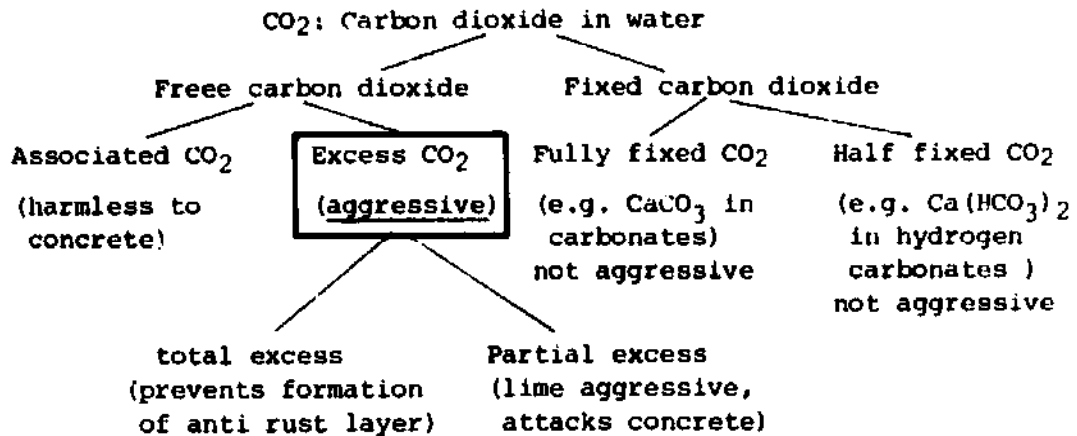 CO₂: Carbon dioxide in water
Freee carbon dioxide
Fixed carbon dioxide
Associated CO₂
(harmless to
concrete)
Excess CO₂
(aggressive)
Fully fixed CO₂
(e.g. CaCO₃ in
carbonates)
not aggressive
Half fixed CO₂
(e.g. Ca(HCO₃)₂
in hydrogen
carbonates )
not aggressive
total excess
(prevents formation
of anti rust layer)
Partial excess
(lime aggressive,
attacks concrete)